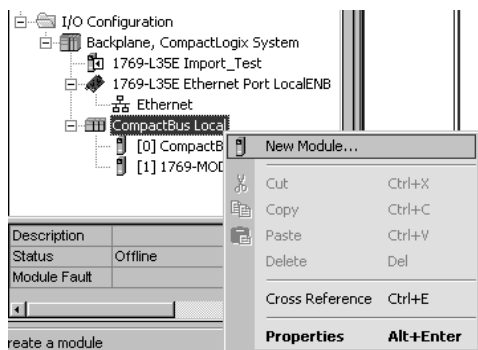 I/O Configuration
Backplane, CompactLogix System
1769-L35E Import_Test
1769-L35E Ethernet Port LocalENB
Ethernet
CompactBus Local
[0] CompactB
[1] 1769-MOD
New Module...
Cut Ctrl+X
Copy Ctrl+C
Paste Ctrl+V
Delete Del
Cross Reference Ctrl+E
Properties Alt+Enter
Description
Status Offline
Module Fault
reate a module